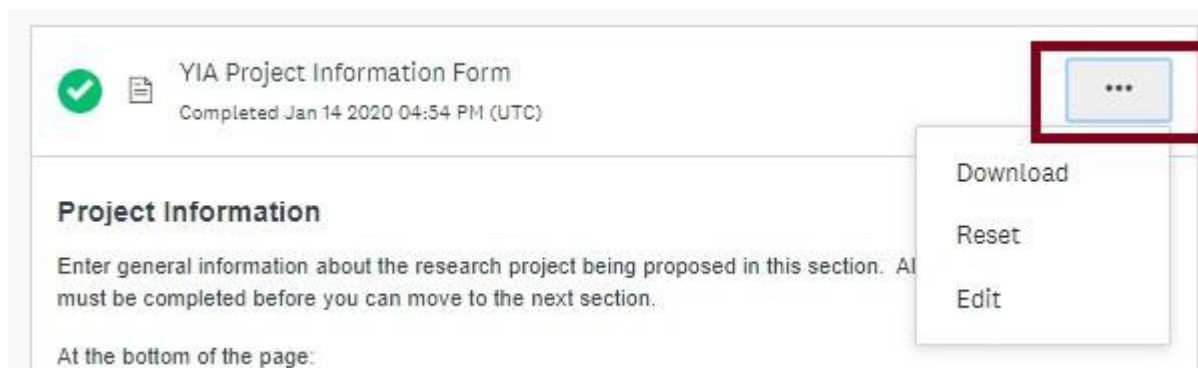 YIA Project Information Form
Completed Jan 14 2020 04:54 PM (UTC)
...
Download
Reset
Edit
Project Information
Enter general information about the research project being proposed in this section. Al
must be completed before you can move to the next section.
At the bottom of the page: